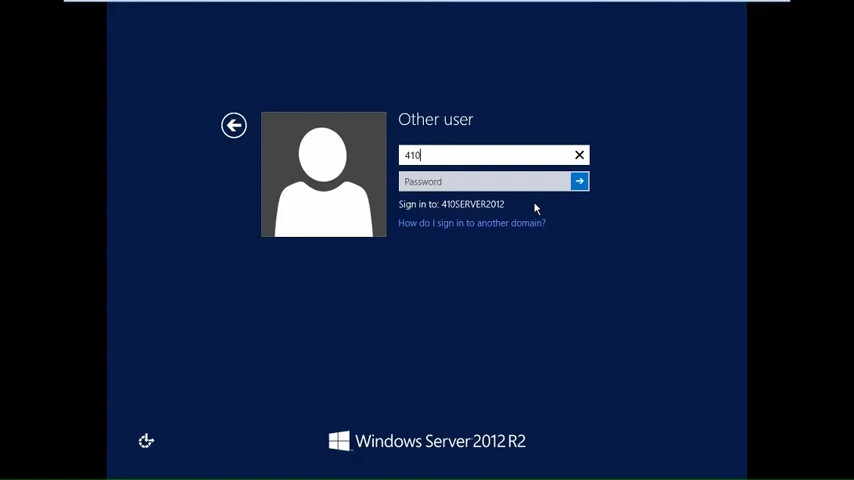 Other user
410
Password
Sign in to: 410SERVER2012
How do I sign in to another domain?
Windows Server 2012 R2